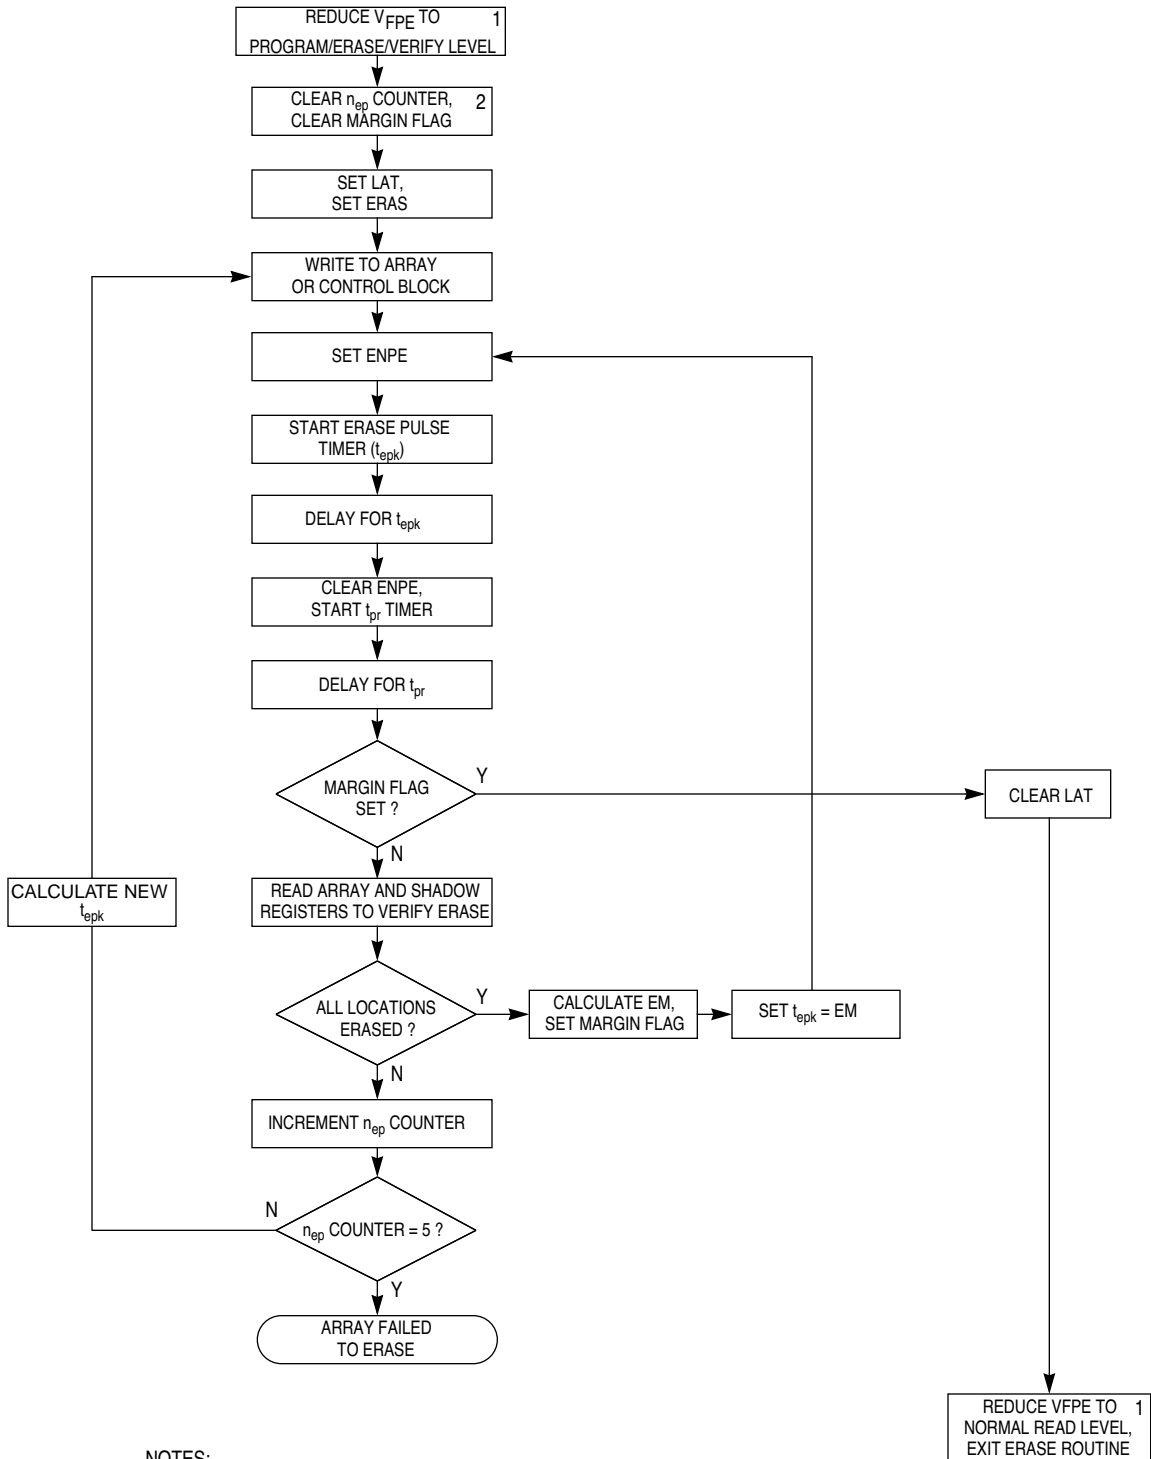 REDUCE VFPE TO 1
PROGRAM/ERASE/VERIFY LEVEL
CLEAR nep COUNTER, 2
CLEAR MARGIN FLAG
SET LAT,
SET ERAS
WRITE TO ARRAY
OR CONTROL BLOCK
SET ENPE
START ERASE PULSE
TIMER (tepk)
DELAY FOR tepk
CLEAR ENPE,
START tpr TIMER
DELAY FOR tpr
MARGIN FLAG
SET ?
Y
CLEAR LAT
N
CALCULATE NEW
tepk
READ ARRAY AND SHADOW
REGISTERS TO VERIFY ERASE
ALL LOCATIONS
ERASED ?
Y
CALCULATE EM,
SET MARGIN FLAG
SET tepk = EM
N
INCREMENT nep COUNTER
N
nep COUNTER = 5 ?
Y
ARRAY FAILED
TO ERASE
REDUCE VFPE TO 1
NORMAL READ LEVEL,
EXIT ERASE ROUTINE
NOTES: